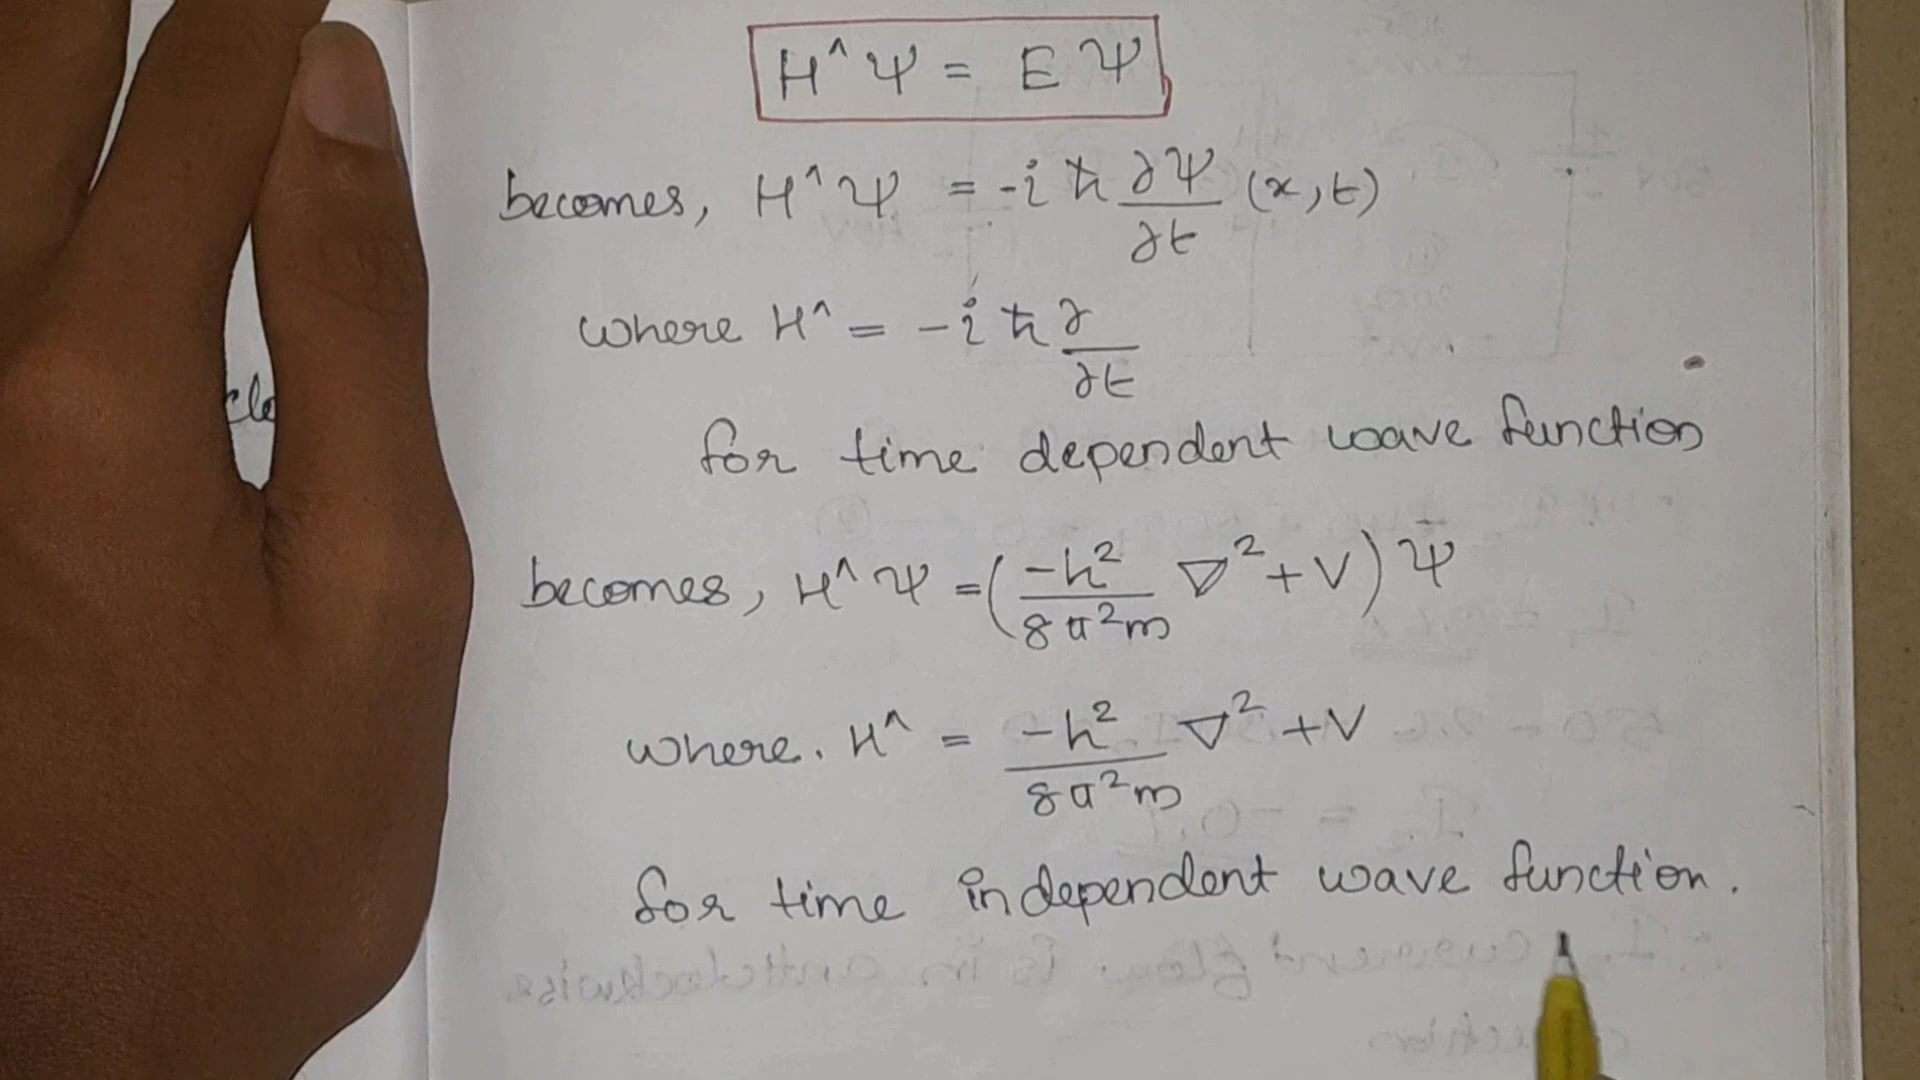 H^ Ψ = E Ψ
becomes, H^Ψ = -iħ ∂Ψ/∂t (x,t)
where H^ = -iħ ∂/∂t
for time dependent wave function
becomes, H^Ψ = (-h²/8π²m ∇² + V) Ψ
where. H^ = -h²/8π²m ∇² + V
for time independent wave function.